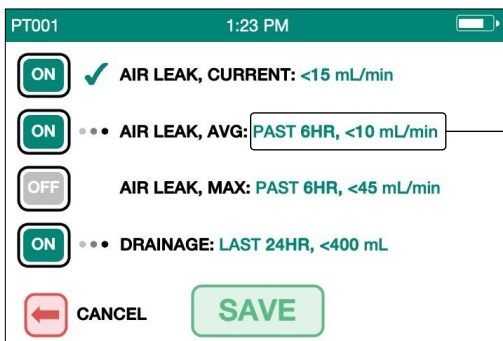 PT001 1:23 PM
ON AIR LEAK, CURRENT: <15 mL/min
ON AIR LEAK, AVG: PAST 6HR, <10 mL/min
OFF AIR LEAK, MAX: PAST 6HR, <45 mL/min
ON DRAINAGE: LAST 24HR, <400 mL
CANCEL SAVE